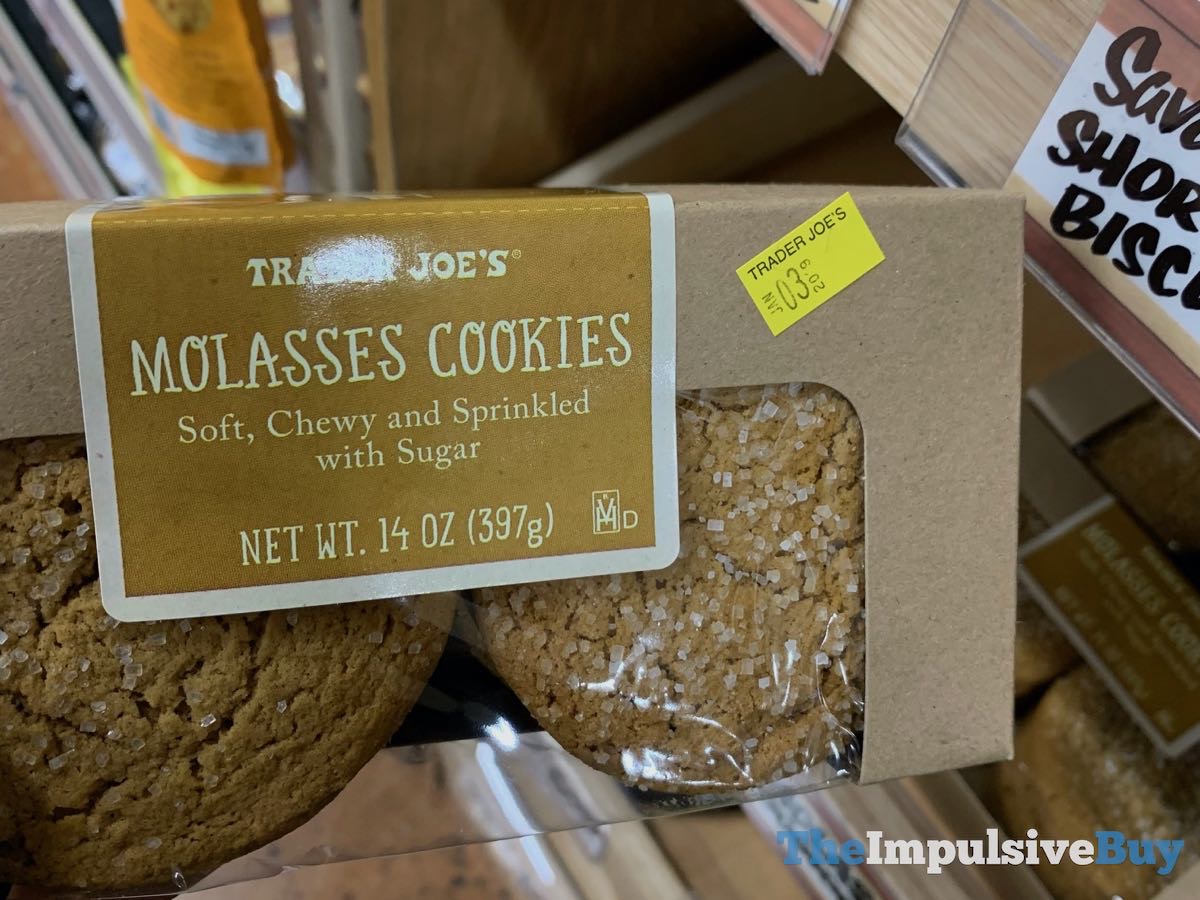 TRADER JOE'S®
MOLASSES COOKIES
Soft, Chewy and Sprinkled
with Sugar
NET WT. 14 OZ (397g)
D
TRADER JOE'S
JAN 03
SHOR
BISC
MOLASSES
TheImpulsiveBuy